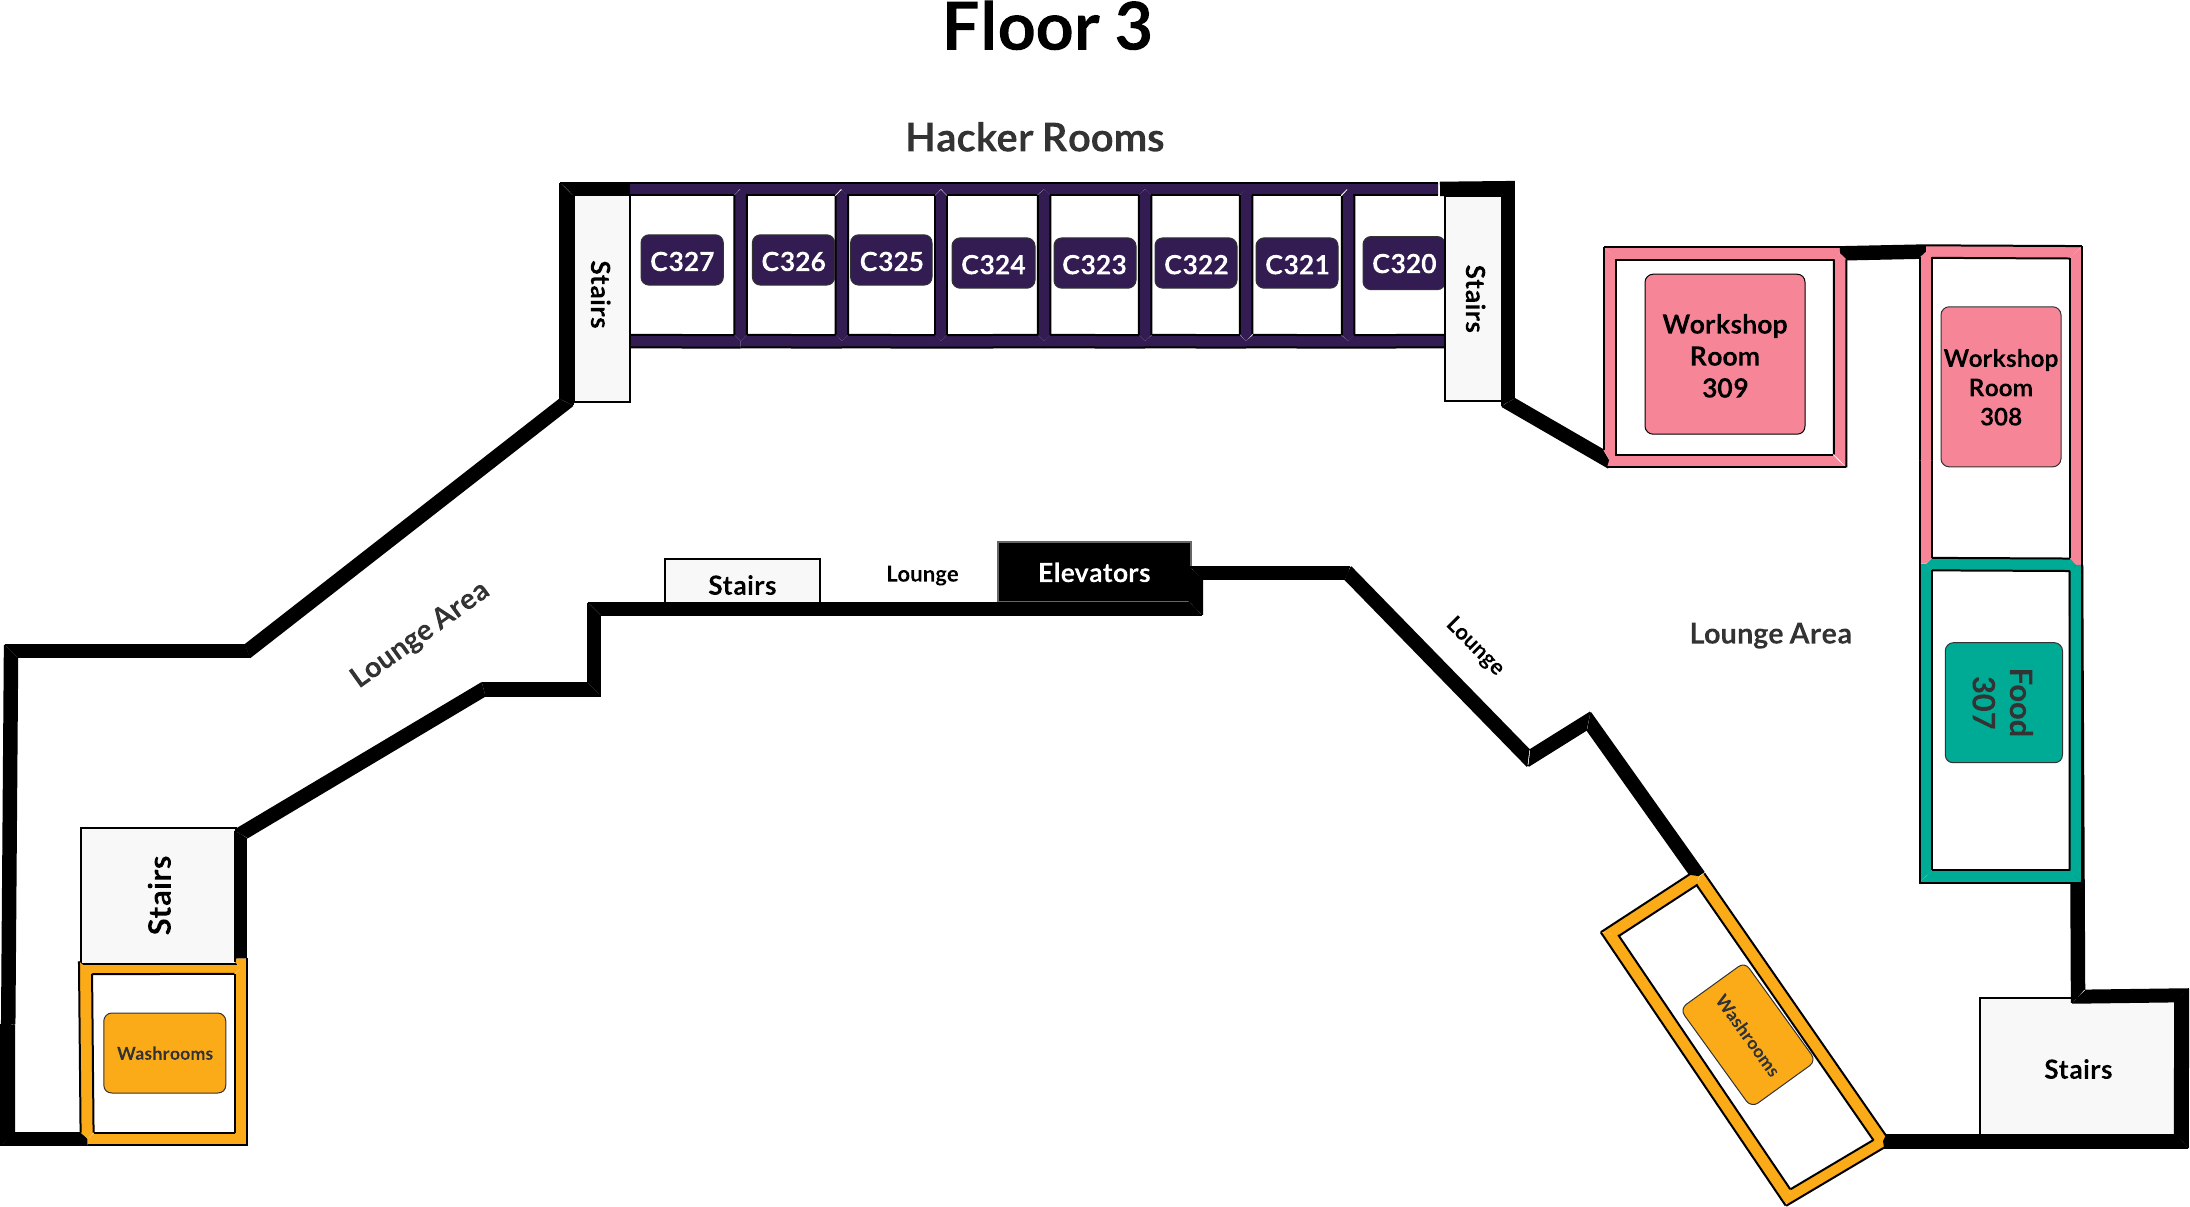 Floor 3
Hacker Rooms
Stairs
C327
C326
C325
C324
C323
C322
C321
C320
Stairs
Workshop
Room
309
Workshop
Room
308
Stairs
Lounge
Elevators
Lounge Area
Lounge
Lounge Area
Food
307
Stairs
Washrooms
Washrooms
Stairs